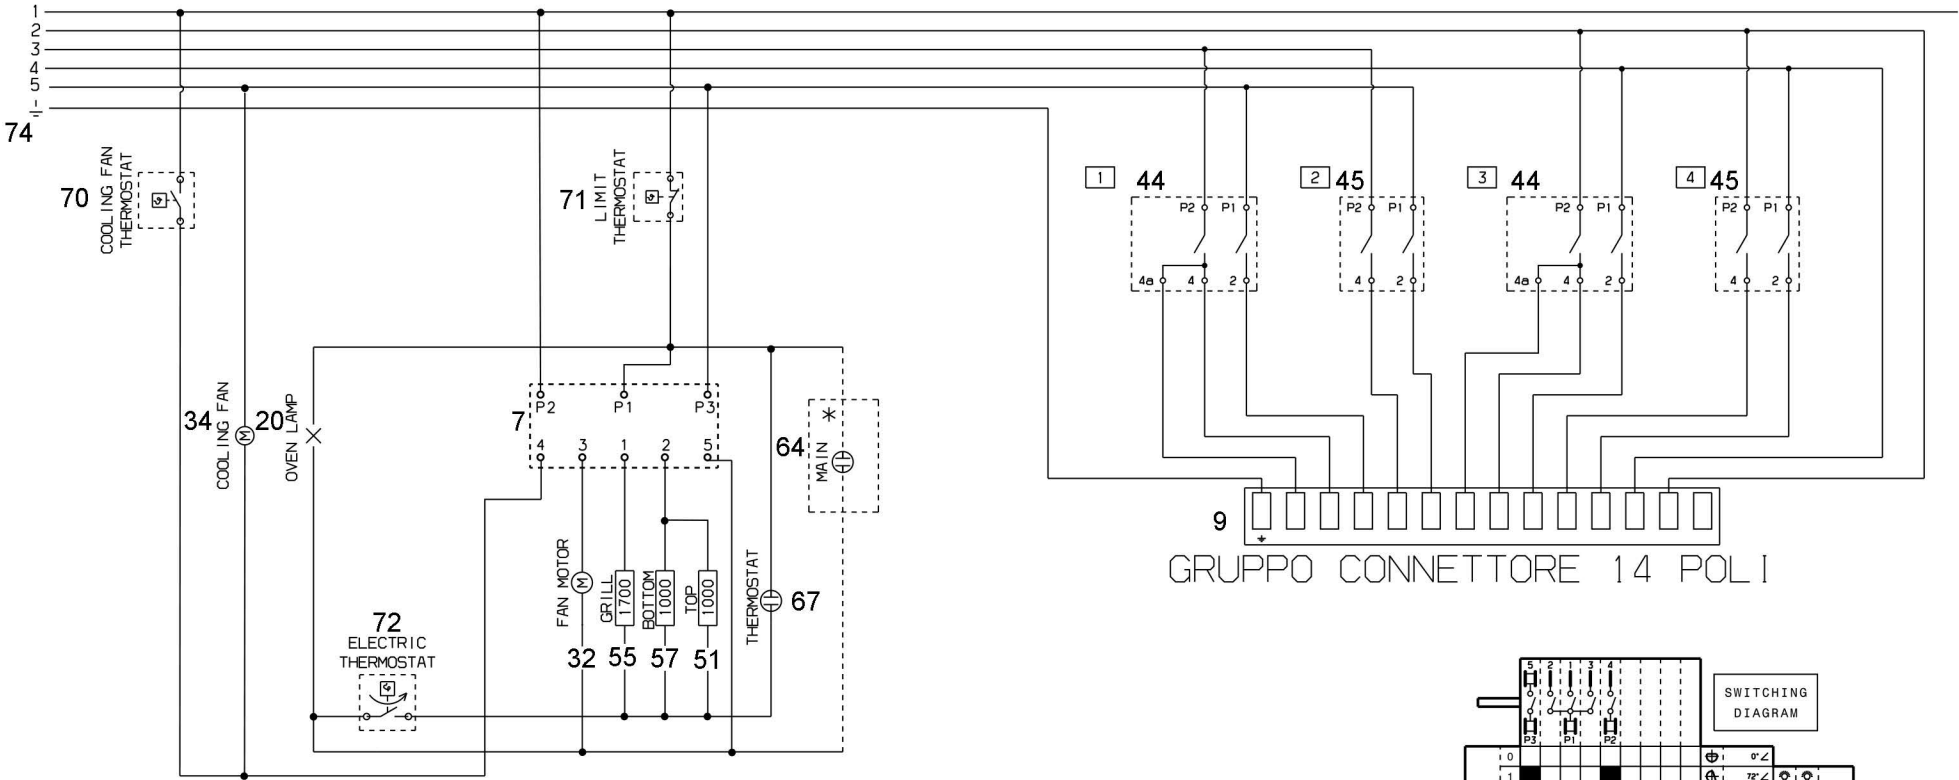 1
2
3
4
5
74
70
COOLING FAN
THERMOSTAT
71
LIMIT
THERMOSTAT
1
44
2
45
3
44
4
45
P2 P1
P2 P1
P2 P1
P2 P1
4a 4 2
4 2
4a 4 2
4 2
34
COOLING FAN
20
OVEN LAMP
7
P2 P1 P3
4 3 1 2 5
64
MAIN
*
9
GRUPPO CONNETTORE 14 POLI
FAN MOTOR
M
GRILL
1700
BOTTOM
1000
TOP
1000
THERMOSTAT
67
M
32
55
57
51
72
ELECTRIC
THERMOSTAT
5 2 1 3 4
P3 P1 P2
SWITCHING
DIAGRAM
0
0°
1
72°